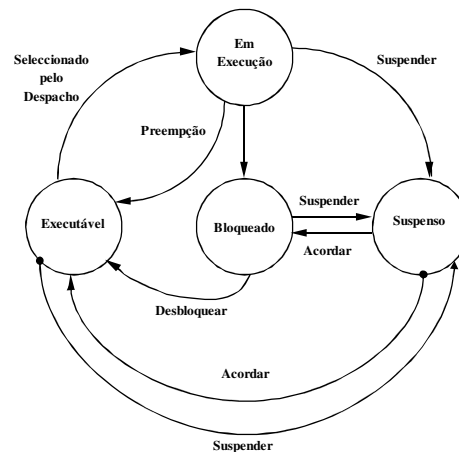 Em
Execução
Seleccionado
pelo
Despacho
Suspender
Preempção
Executável
Bloqueado
Suspender
Acordar
Suspenso
Desbloquear
Acordar
Suspender